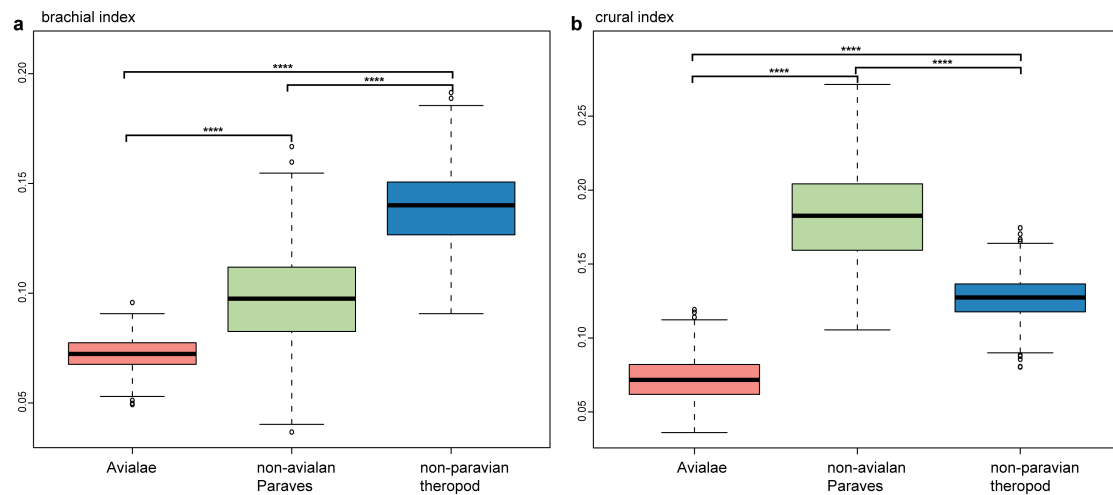 a brachial index
0.20
0.15
0.10
0.05
****
****
****
Avialae
non-avialan
Paraves
non-paravian
theropod
b crural index
0.25
0.20
0.15
0.10
0.05
****
****
****
Avialae
non-avialan
Paraves
non-paravian
theropod